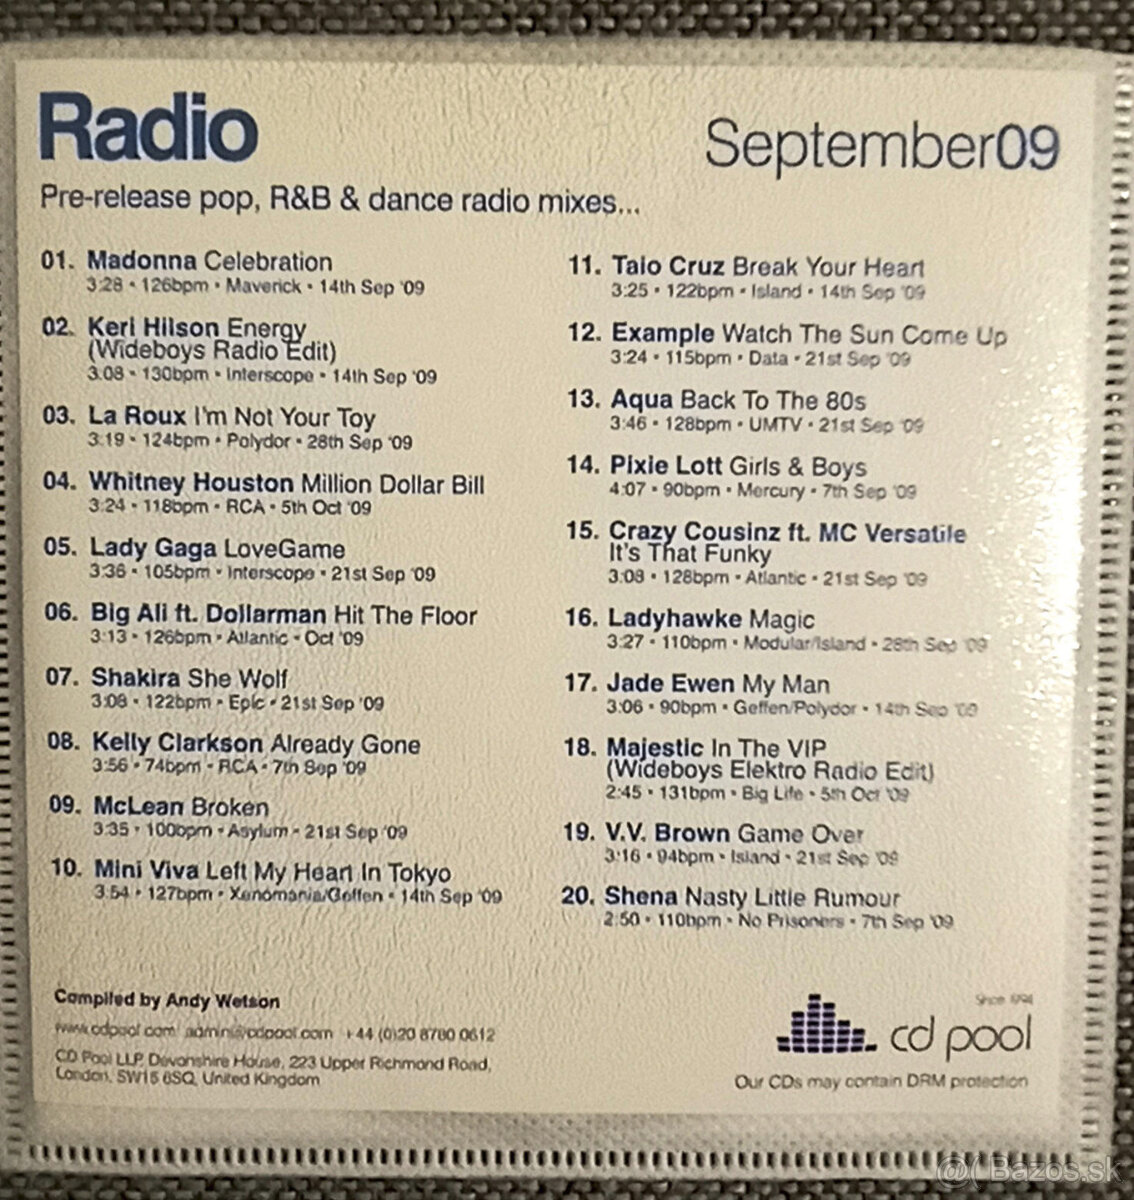 Radio
September09
Pre-release pop, R&B & dance radio mixes...
01. Madonna Celebration
3:28 • 126bpm • Maverick • 14th Sep '09
02. Keri Hilson Energy
(Wideboys Radio Edit)
3:08 • 130bpm • Interscope • 14th Sep '09
03. La Roux I'm Not Your Toy
3:19 • 124bpm • Polydor • 28th Sep '09
04. Whitney Houston Million Dollar Bill
3:24 • 118bpm • RCA • 5th Oct '09
05. Lady Gaga LoveGame
3:36 • 105bpm • Interscope • 21st Sep '09
06. Big Ali ft. Dollarman Hit The Floor
3:13 • 126bpm • Atlantic • Oct '09
07. Shakira She Wolf
3:08 • 122bpm • Epic • 21st Sep '09
08. Kelly Clarkson Already Gone
3:56 • 74bpm • RCA • 7th Sep '09
09. McLean Broken
3:35 • 100bpm • Asylum • 21st Sep '09
10. Mini Viva Left My Heart In Tokyo
3:54 • 127bpm • Xenomania/Geffen • 14th Sep '09
11. Taio Cruz Break Your Heart
3:25 • 122bpm • Island • 14th Sep '09
12. Example Watch The Sun Come Up
3:24 • 115bpm • Data • 21st Sep '09
13. Aqua Back To The 80s
3:46 • 128bpm • UMTV • 21st Sep '09
14. Pixie Lott Girls & Boys
4:07 • 90bpm • Mercury • 7th Sep '09
15. Crazy Cousinz ft. MC Versatile
It's That Funky
3:08 • 128bpm • Atlantic • 21st Sep '09
16. Ladyhawke Magic
3:27 • 110bpm • Modular/Island • 28th Sep '09
17. Jade Ewen My Man
3:06 • 90bpm • Geffen/Polydor • 14th Sep '09
18. Majestic In The VIP
(Wideboys Elektro Radio Edit)
2:45 • 131bpm • Big Life • 5th Oct '09
19. V.V. Brown Game Over
3:16 • 94bpm • Island • 21st Sep '09
20. Shena Nasty Little Rumour
2:50 • 110bpm • No Prisoners • 7th Sep '09
Compiled by Andy Wetson
www.cdpool.com admin@cdpool.com +44 (0)20 8780 0612
CD Pool LLP, Devonshire House, 223 Upper Richmond Road,
London, SW15 6SQ, United Kingdom
Since 1994
cd pool
Our CDs may contain DRM protection
Bazos.sk